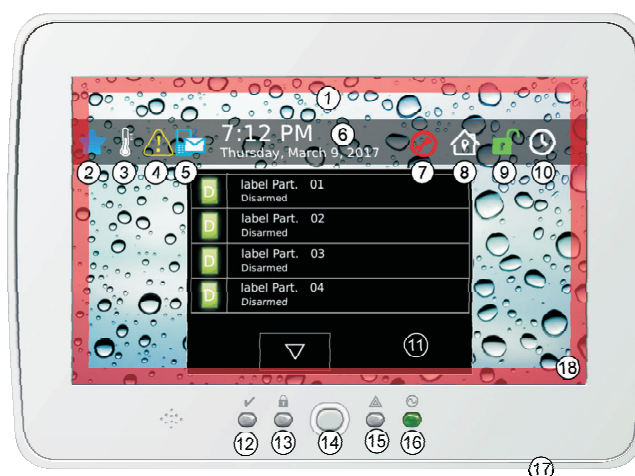 1
7:12 PM
6
Thursday, March 9, 2017
2
3
4
5
7
8
9
10
D
label Part. 01
Disarmed
D
label Part. 02
Disarmed
D
label Part. 03
Disarmed
D
label Part. 04
Disarmed
11
18
12
13
14
15
16
17